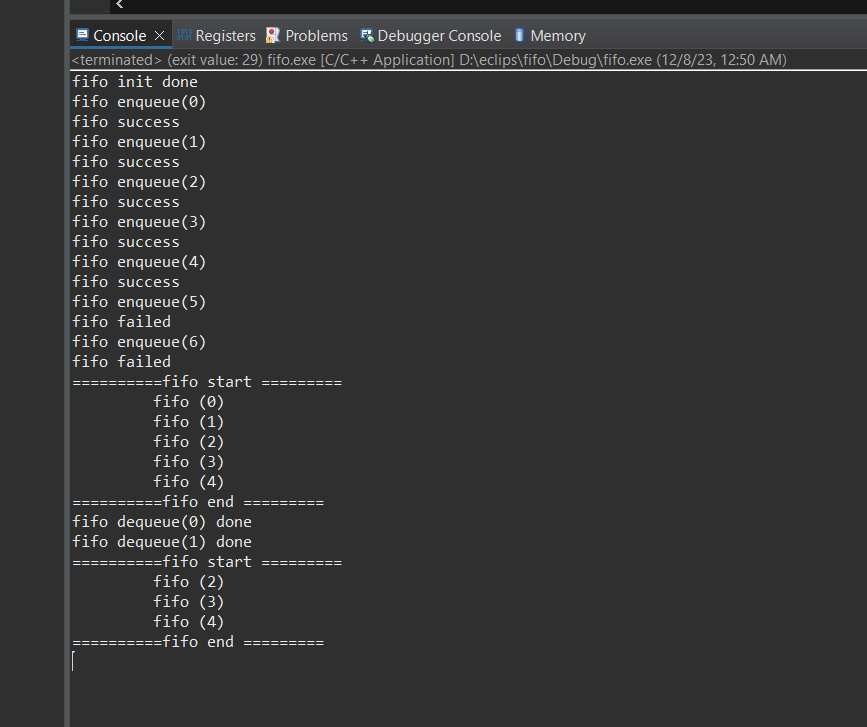 Console Registers Problems Debugger Console Memory
<terminated> (exit value: 29) fifo.exe [C/C++ Application] D:\eclips\fifo\Debug\fifo.exe (12/8/23, 12:50 AM)
fifo init done
fifo enqueue(0)
fifo success
fifo enqueue(1)
fifo success
fifo enqueue(2)
fifo success
fifo enqueue(3)
fifo success
fifo enqueue(4)
fifo success
fifo enqueue(5)
fifo failed
fifo enqueue(6)
fifo failed
==========fifo start =========
fifo (0)
fifo (1)
fifo (2)
fifo (3)
fifo (4)
==========fifo end =========
fifo dequeue(0) done
fifo dequeue(1) done
==========fifo start =========
fifo (2)
fifo (3)
fifo (4)
==========fifo end =========